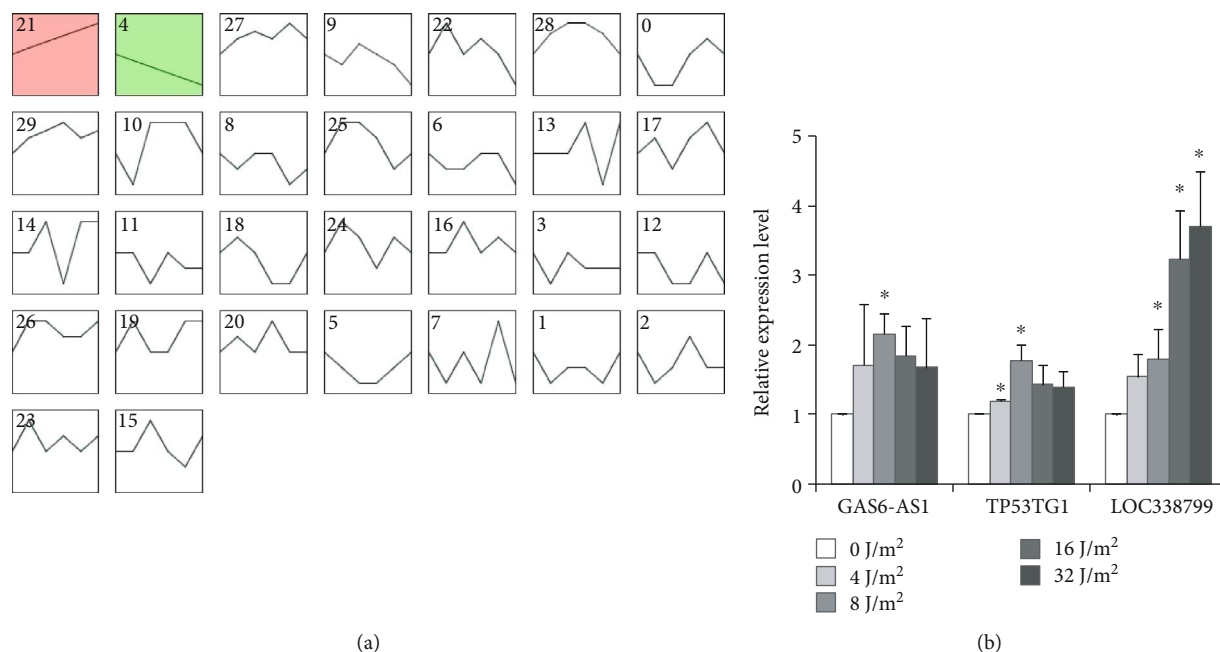 21 4 27 9 22 28 0
29 10 8 25 6 13 17
14 11 18 24 16 3 12
26 19 20 5 7 1 2
23 15
(a)
Relative expression level
5
4
3
2
1
0
* * * * * *
GAS6-AS1 TP53TG1 LOC338799
0 J/m² 16 J/m²
4 J/m² 32 J/m²
8 J/m²
(b)